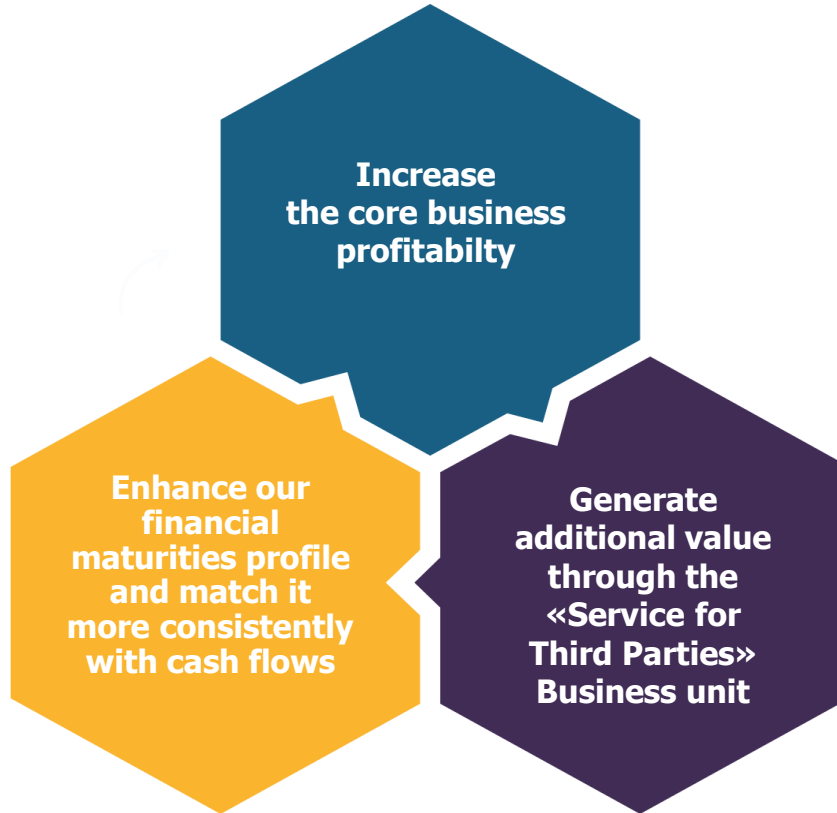 Increase
the core business
profitabilty
Enhance our
financial
maturities profile
and match it
more consistently
with cash flows
Generate
additional value
through the
«Service for
Third Parties»
Business unit